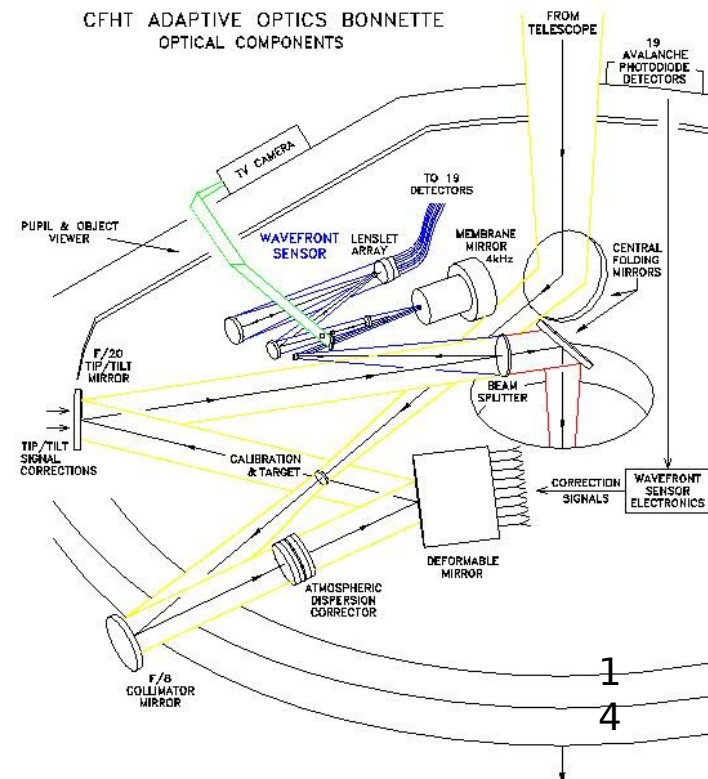 CFHT ADAPTIVE OPTICS BONNETTE
OPTICAL COMPONENTS
FROM
TELESCOPE
19
AVALANCHE
PHOTODIODE
DETECTORS
TV CAMERA
TO 19
DETECTORS
PUPIL & OBJECT
VIEWER
WAVEFRONT
SENSOR
LENSLET
ARRAY
MEMBRANE
MIRROR
4kHz
CENTRAL
FOLDING
MIRRORS
F/20
TIP/TILT
MIRROR
BEAM
SPLITTER
TIP/TILT
SIGNAL
CORRECTIONS
CALIBRATION
& TARGET
CORRECTION
SIGNALS
WAVEFRONT
SENSOR
ELECTRONICS
DEFORMABLE
MIRROR
ATMOSPHERIC
DISPERSION
CORRECTOR
F/8
COLLIMATOR
MIRROR
1
4